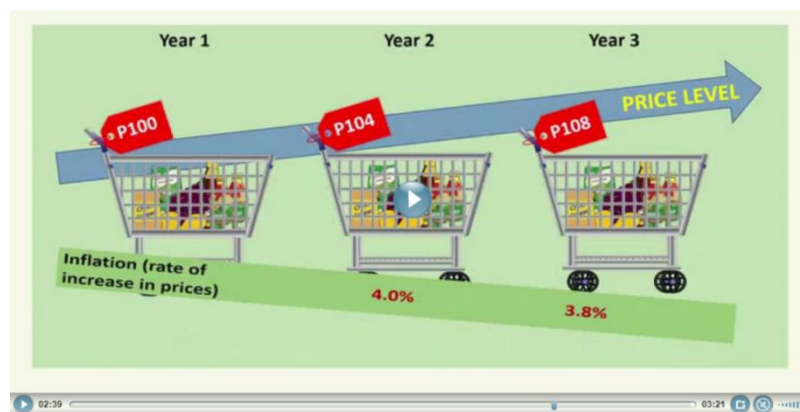 Year 1
Year 2
Year 3
P100
P104
P108
PRICE LEVEL
Inflation (rate of
increase in prices)
4.0%
3.8%
02:39
03:21